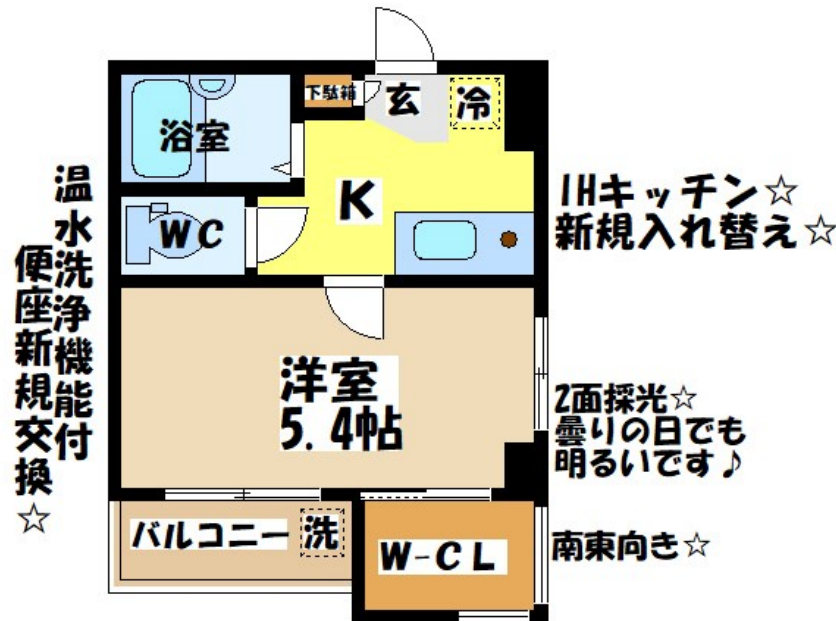 下駄箱
玄
冷
浴室
K
WC
IHキッチン☆
新規入れ替え☆
温水洗浄機能付
便座新規交換☆
洋室
5.4帖
2面採光☆
曇りの日でも
明るいです♪
バルコニー
洗
W-CL
南東向き☆